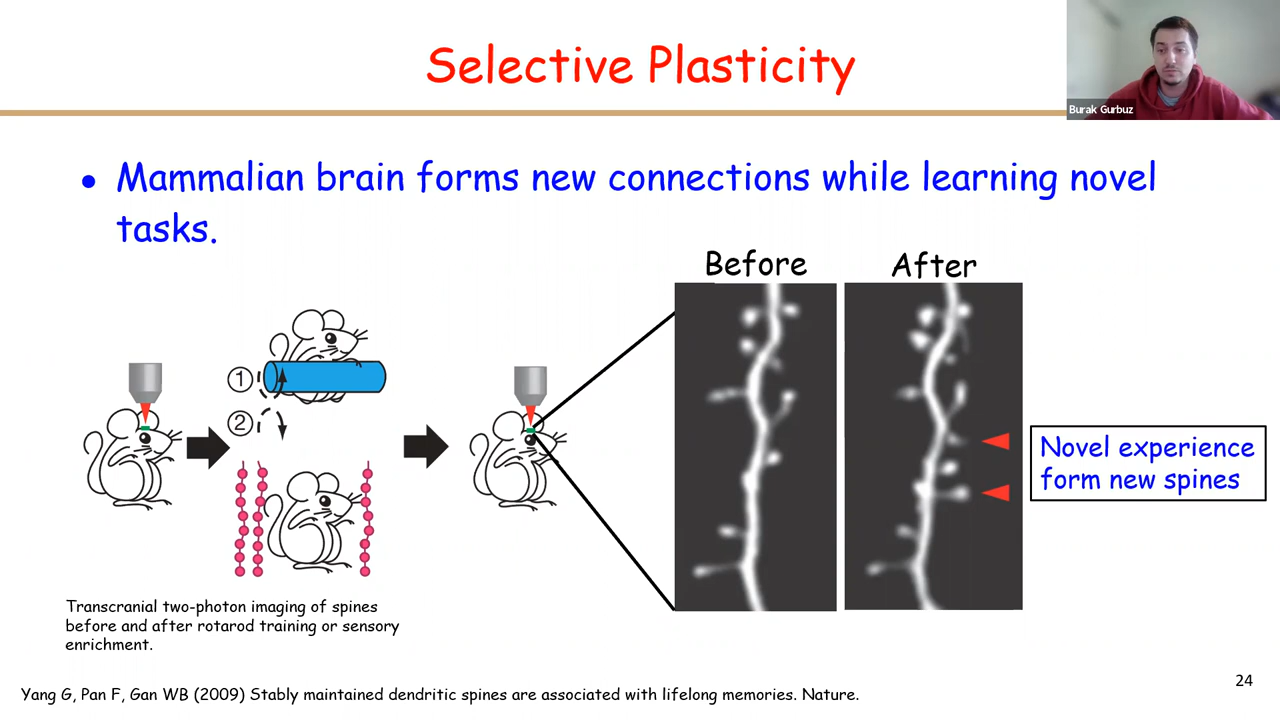 Selective Plasticity
Burak Gurbuz
• Mammalian brain forms new connections while learning novel
tasks.
Before
After
①
②
Novel experience
form new spines
Transcranial two-photon imaging of spines
before and after rotarod training or sensory
enrichment.
24
Yang G, Pan F, Gan WB (2009) Stably maintained dendritic spines are associated with lifelong memories. Nature.